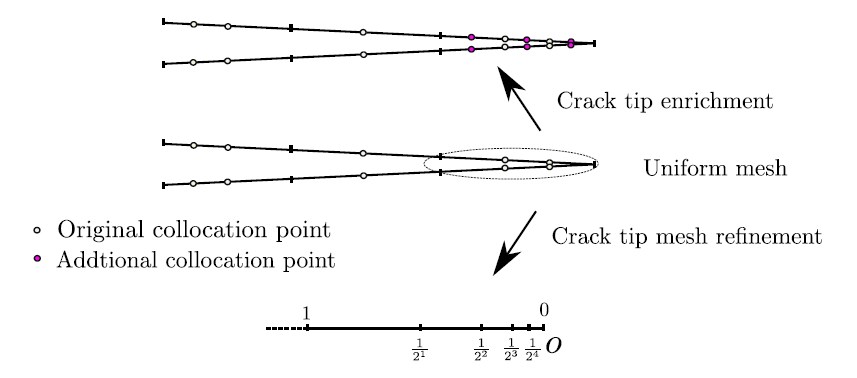 Crack tip enrichment
Uniform mesh
Original collocation point
Addtional collocation point
Crack tip mesh refinement
1 0
1/2^1 1/2^2 1/2^3 1/2^4 O